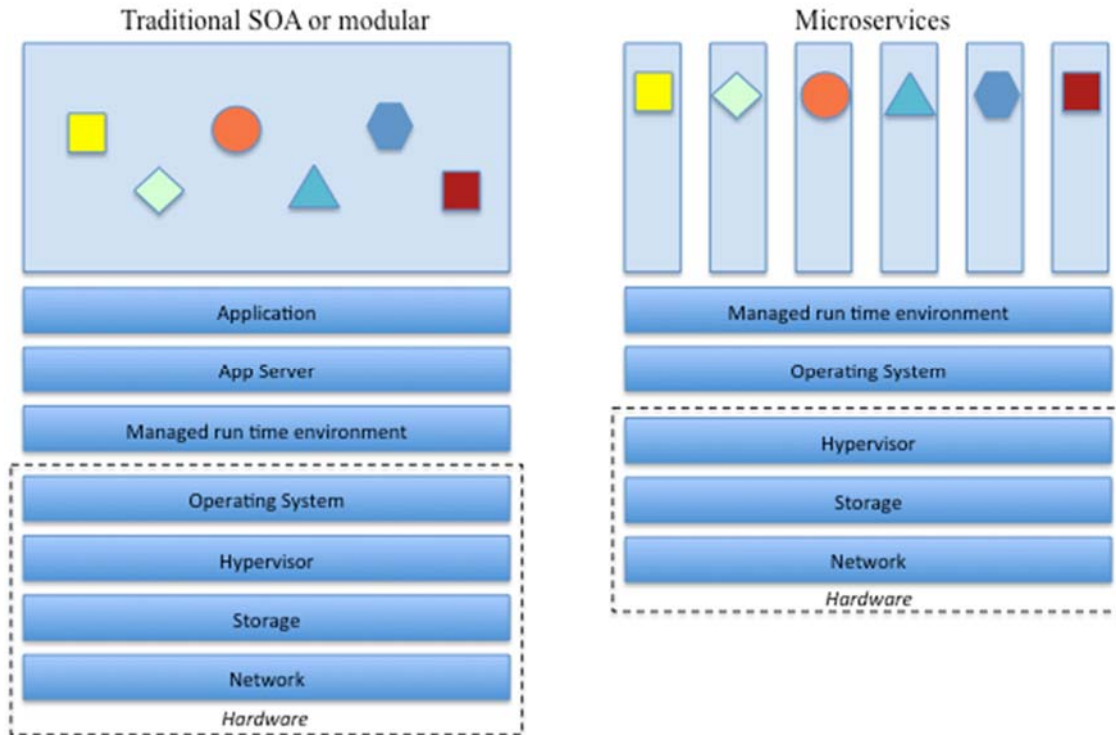 Traditional SOA or modular
Application
App Server
Managed run time environment
Operating System
Hypervisor
Storage
Network
Hardware
Microservices
Managed run time environment
Operating System
Hypervisor
Storage
Network
Hardware